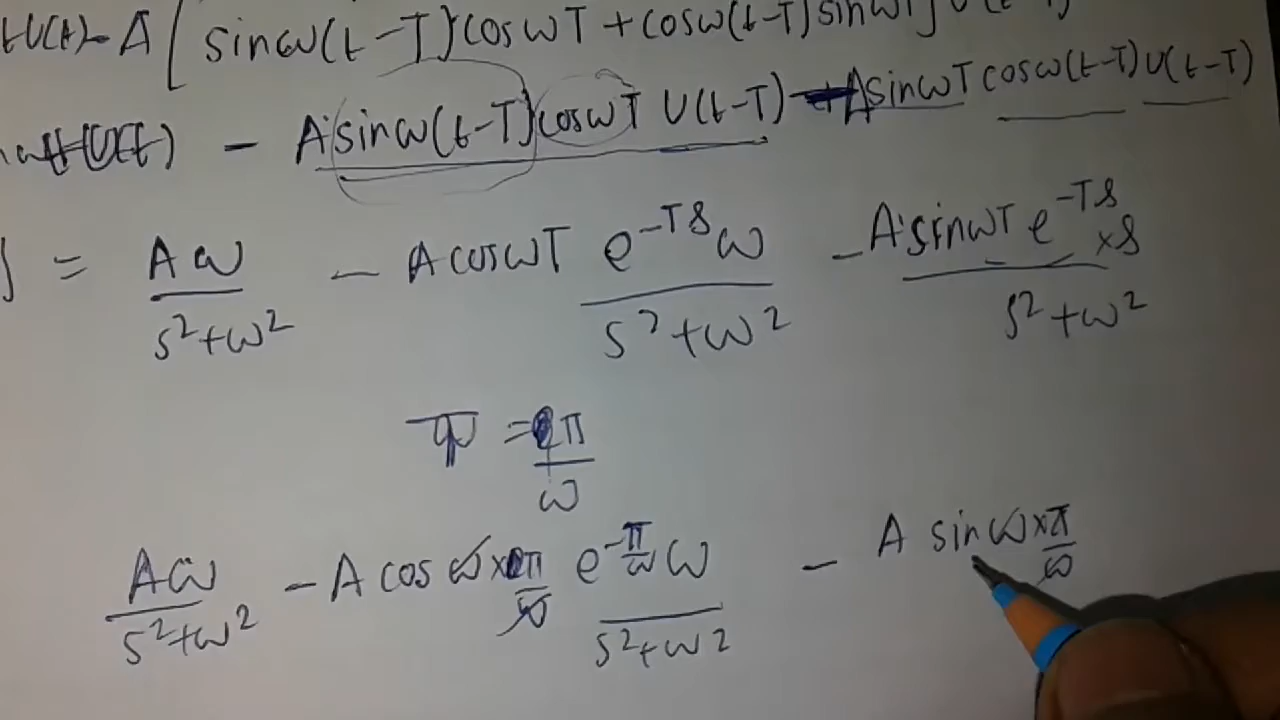 tU(t) - A [ sinω(t-T) cosωT + cosω(t-T) sinωT ] U(t-
U(t) - A sinω(t-T) cosωT U(t-T) - A sinωT cosω(t-T) U(t-T)
} = Aω / s²+ω² - A cosωT e^-Ts ω / s²+ω² - A sinωT e^-Ts ×s / s²+ω²
T = π / ω
Aω / s²+ω² - A cos ω×π/ω e^-π/ω ω / s²+ω² - A sin ω×π/ω